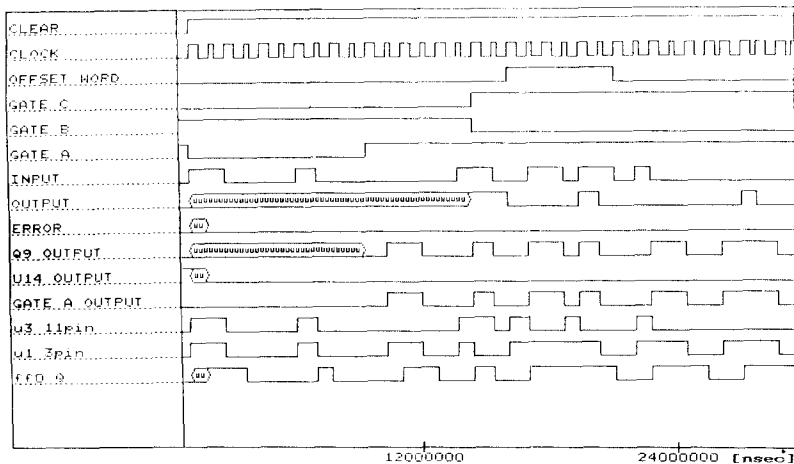 CLEAR
CLOCK
OFFSET WORD
GATE C
GATE B
GATE A
INPUT
OUTPUT
ERROR
Q9 OUTPUT
U14 OUTPUT
GATE A OUTPUT
u3 11pin
u1 3pin
ffD Q
12000000 24000000 [nsec]